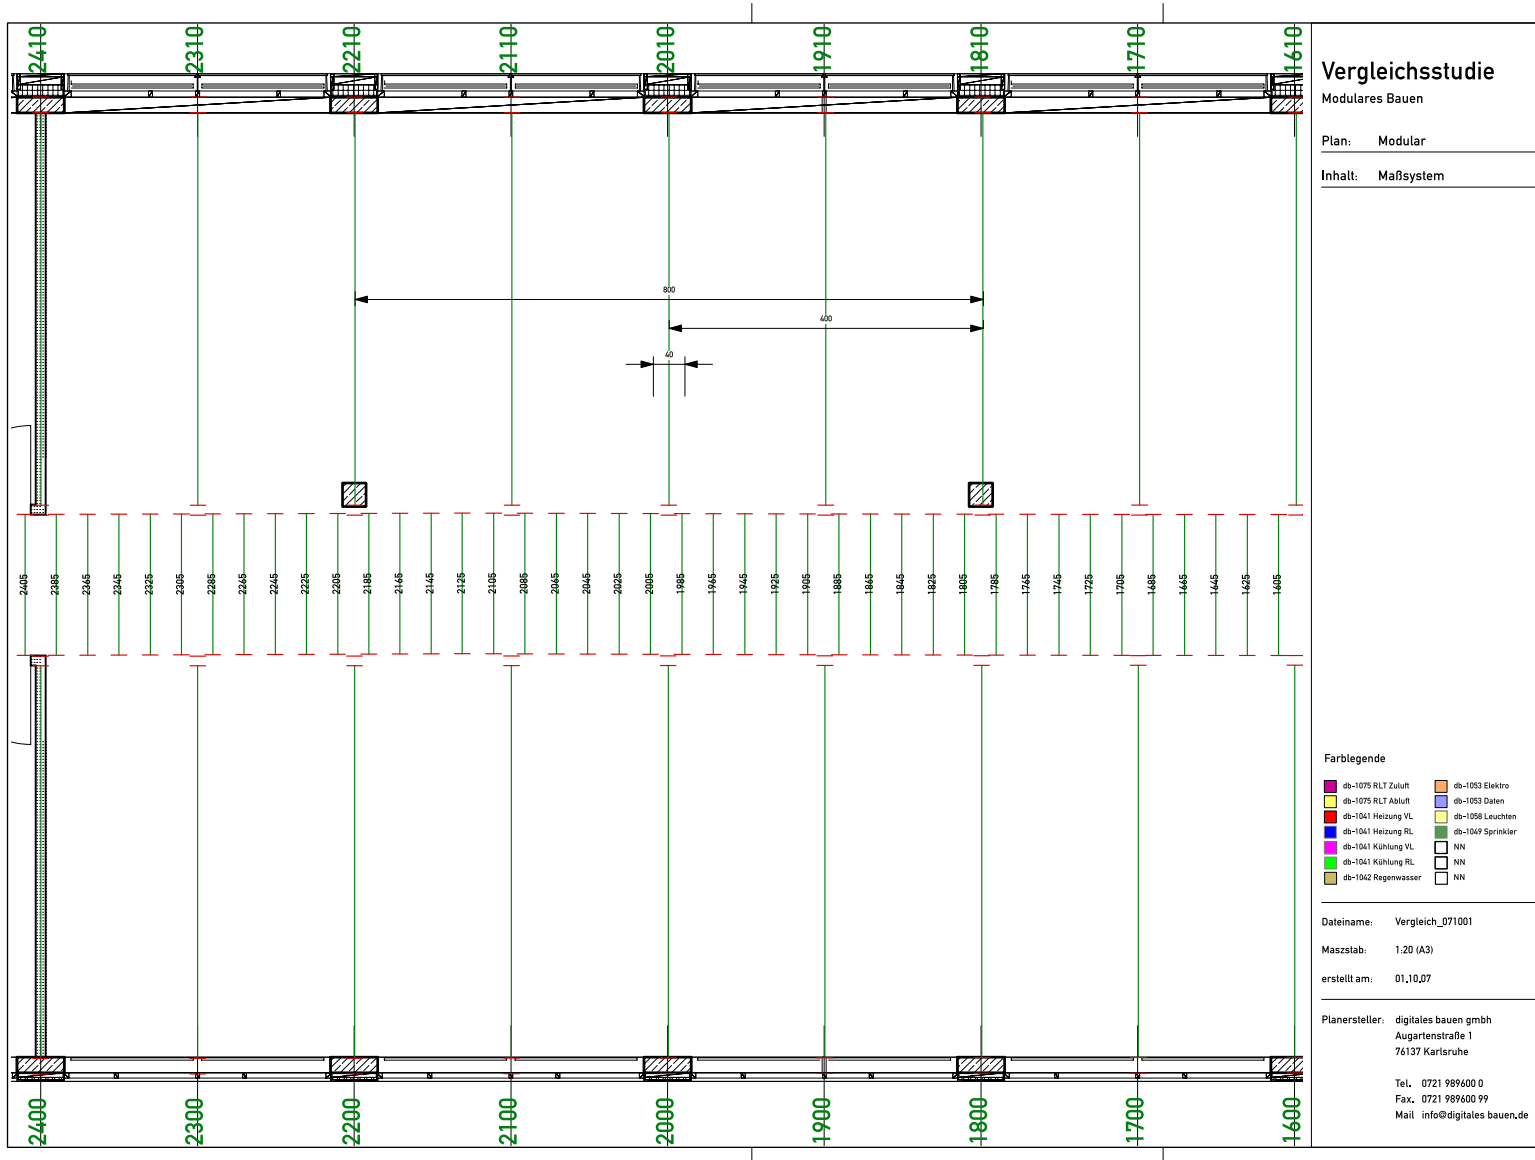 2410 2310 2210 2110 2010 1910 1810 1710 1610
Vergleichsstudie
Modulares Bauen
Plan: Modular
Inhalt: Maßsystem
800
400
40
2405 2385 2365 2345 2325 2305 2285 2265 2245 2225 2205 2185 2165 2145 2125 2105 2085 2065 2045 2025 2005 1985 1965 1945 1925 1905 1885 1865 1845 1825 1805 1785 1765 1745 1725 1705 1685 1665 1645 1625 1605
Farblegende
db-1075 RLT Zuluft db-1053 Elektro
db-1075 RLT Abluft db-1053 Daten
db-1041 Heizung VL db-1058 Leuchten
db-1041 Heizung RL db-1049 Sprinkler
db-1041 Kühlung VL NN
db-1041 Kühlung RL NN
db-1042 Regenwasser NN
Dateiname: Vergleich_071001
Maszstab: 1:20 (A3)
erstellt am: 01.10.07
Planersteller: digitales bauen gmbh
Augartenstraße 1
76137 Karlsruhe
Tel. 0721 989600 0
Fax. 0721 989600 99
Mail info@digitales bauen.de
2400 2300 2200 2100 2000 1900 1800 1700 1600